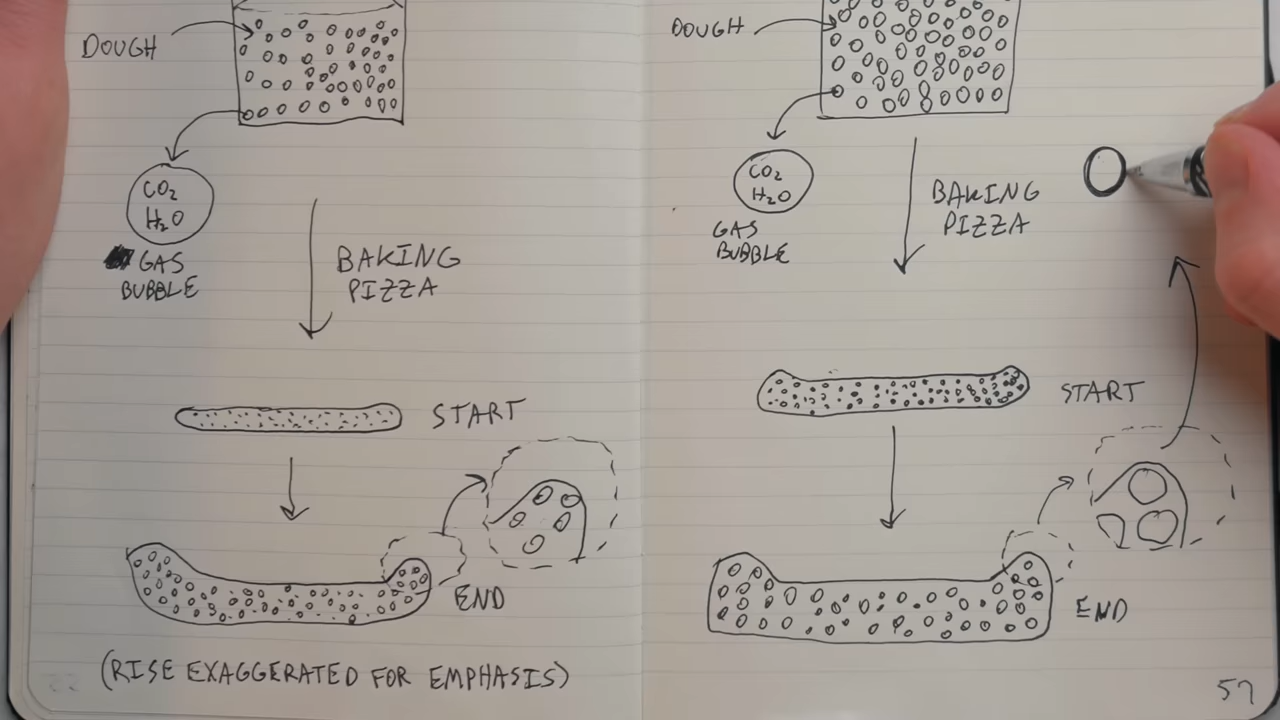 DOUGH
CO2
H2O
GAS
BUBBLE
BAKING
PIZZA
START
END
(RISE EXAGGERATED FOR EMPHASIS)
DOUGH
CO2
H2O
GAS
BUBBLE
BAKING
PIZZA
START
END
57